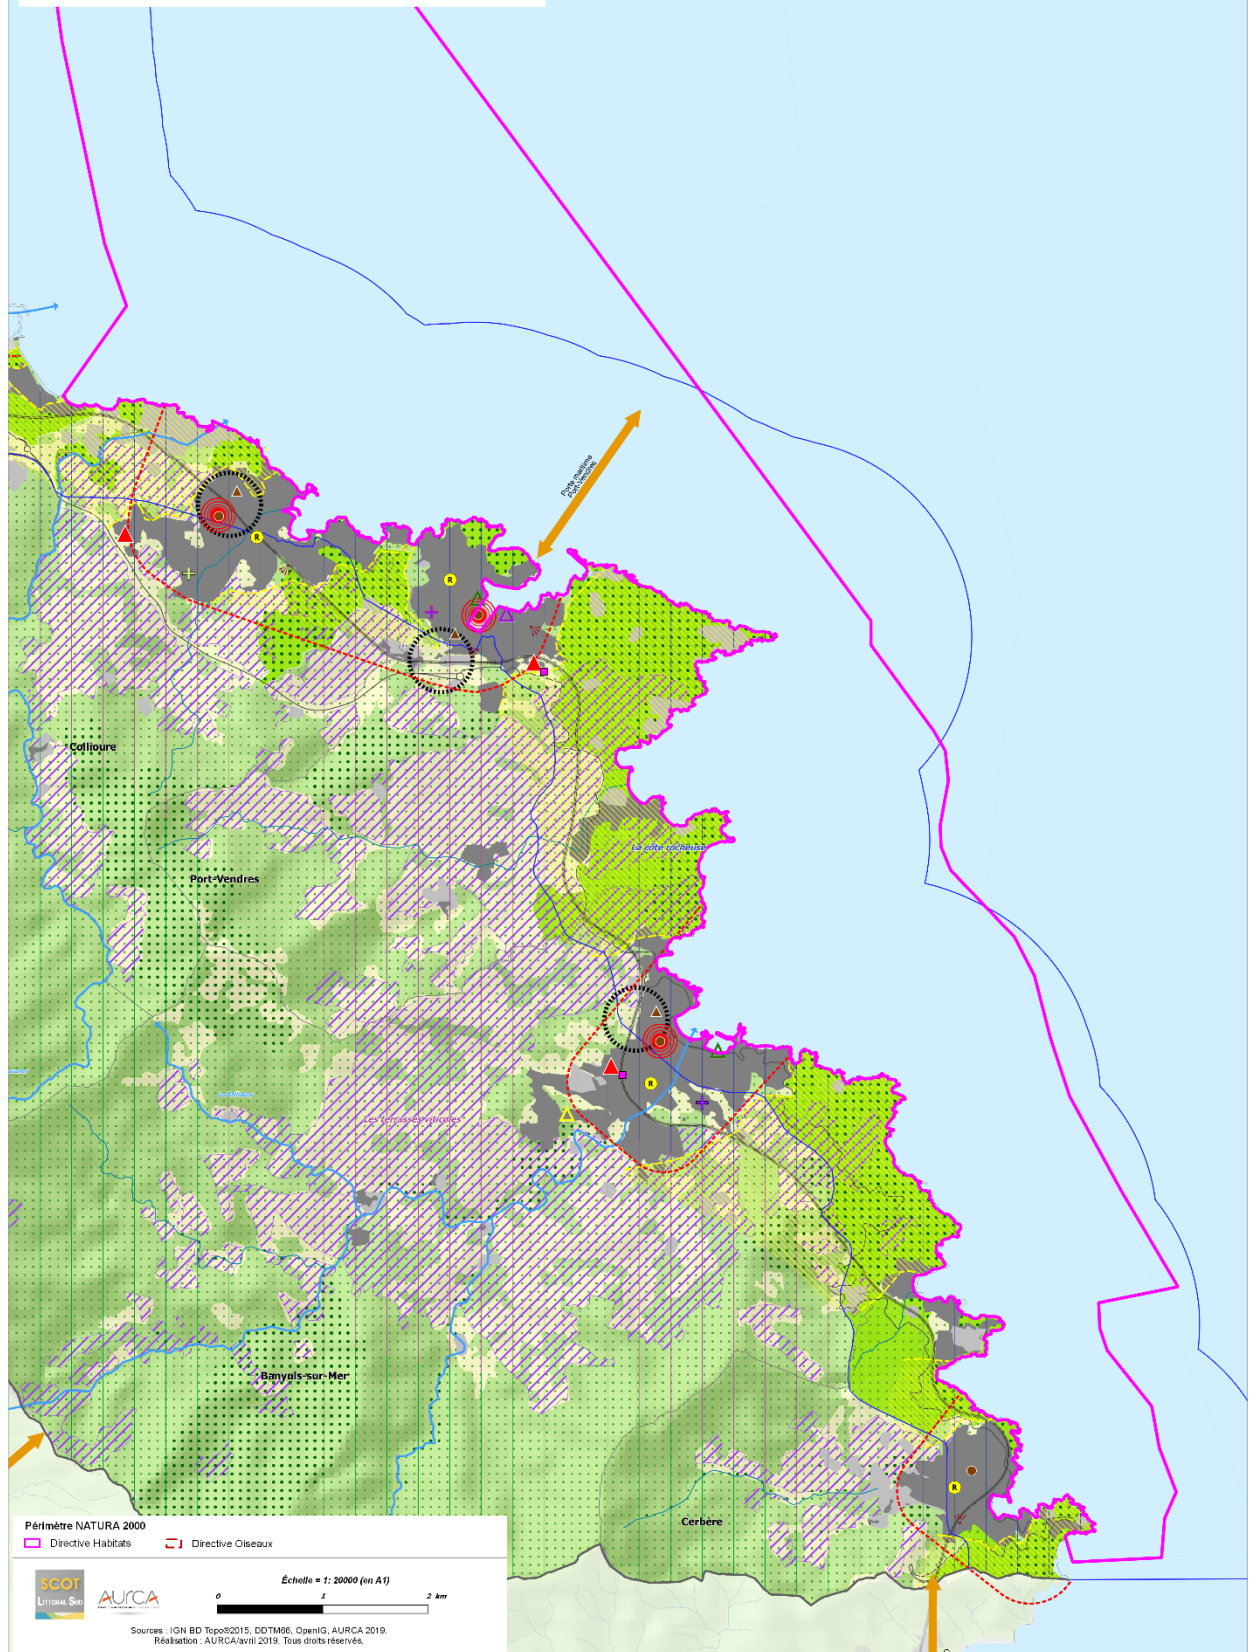 Porte maritime
Port-Vendres
R
R
Collioure
La côte rocheuse
Port-Vendres
R
Les terrasses viticoles
Banyuls-sur-Mer
R
Cerbère
Périmètre NATURA 2000
Directive Habitats
Directive Oiseaux
SCOT
LITTORAL SUD
AURCA
Échelle = 1: 20000 (en A1)
0 1 2 km
Sources : IGN BD Topo®2015, DDTM66, OpenIG, AURCA 2019.
Réalisation : AURCA/avril 2019. Tous droits réservés.